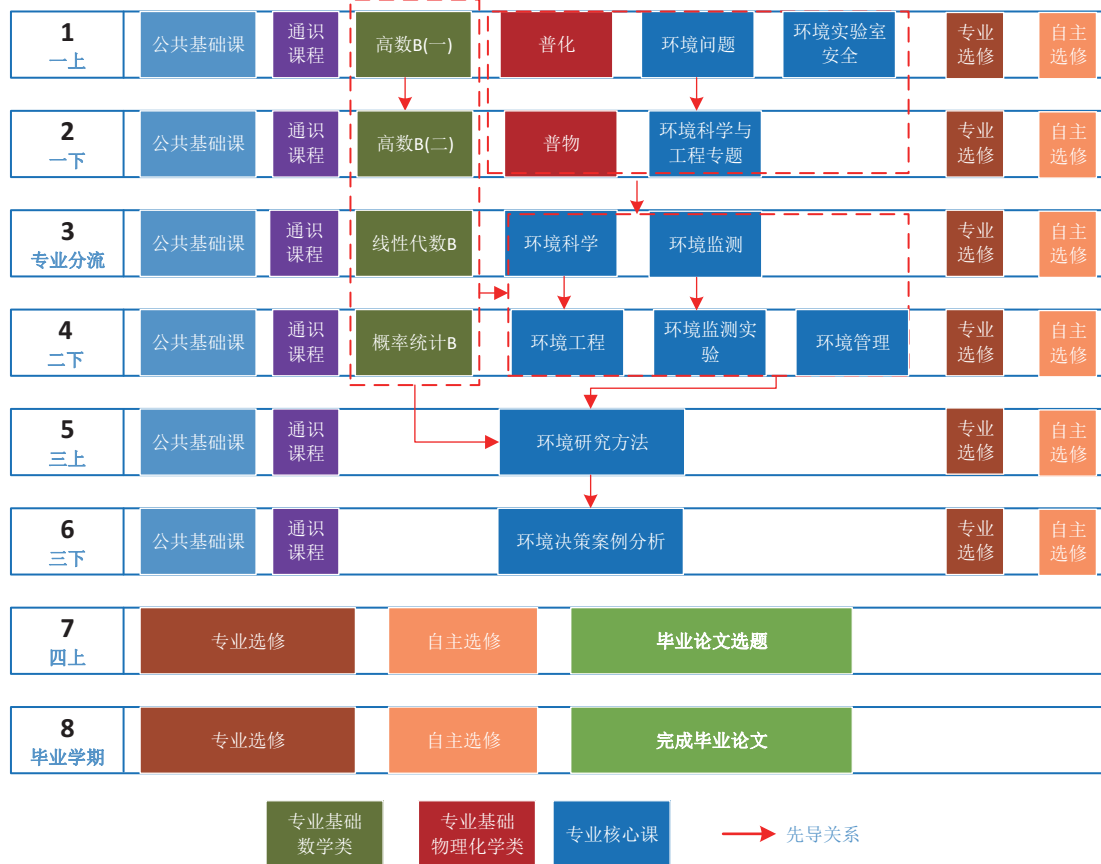 1
一上
公共基础课
通识
课程
高数B(一)
普化
环境问题
环境实验室
安全
专业
选修
自主
选修
2
一下
公共基础课
通识
课程
高数B(二)
普物
环境科学与
工程专题
专业
选修
自主
选修
3
专业分流
公共基础课
通识
课程
线性代数B
环境科学
环境监测
专业
选修
自主
选修
4
二下
公共基础课
通识
课程
概率统计B
环境工程
环境监测实
验
环境管理
专业
选修
自主
选修
5
三上
公共基础课
通识
课程
环境研究方法
专业
选修
自主
选修
6
三下
公共基础课
通识
课程
环境决策案例分析
专业
选修
自主
选修
7
四上
专业选修
自主选修
毕业论文选题
8
毕业学期
专业选修
自主选修
完成毕业论文
专业基础
数学类
专业基础
物理化学类
专业核心课
先导关系